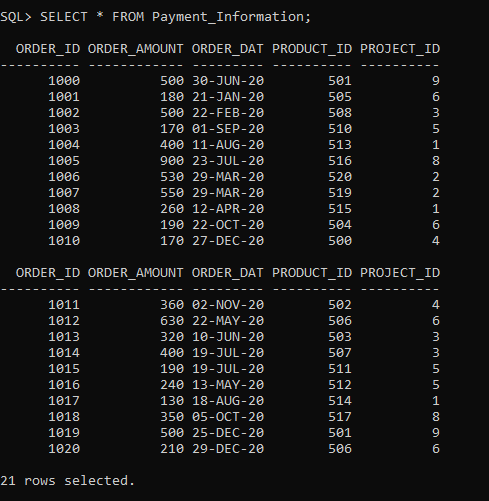 SQL> SELECT * FROM Payment_Information;
ORDER_ID ORDER_AMOUNT ORDER_DAT PRODUCT_ID PROJECT_ID
---------- ------------ --------- ---------- ----------
1000 500 30-JUN-20 501 9
1001 180 21-JAN-20 505 6
1002 500 22-FEB-20 508 3
1003 170 01-SEP-20 510 5
1004 400 11-AUG-20 513 1
1005 900 23-JUL-20 516 8
1006 530 29-MAR-20 520 2
1007 550 29-MAR-20 519 2
1008 260 12-APR-20 515 1
1009 190 22-OCT-20 504 6
1010 170 27-DEC-20 500 4
ORDER_ID ORDER_AMOUNT ORDER_DAT PRODUCT_ID PROJECT_ID
---------- ------------ --------- ---------- ----------
1011 360 02-NOV-20 502 4
1012 630 22-MAY-20 506 6
1013 320 10-JUN-20 503 3
1014 400 19-JUL-20 507 3
1015 190 19-JUL-20 511 5
1016 240 13-MAY-20 512 5
1017 130 18-AUG-20 514 1
1018 350 05-OCT-20 517 8
1019 500 25-DEC-20 501 9
1020 210 29-DEC-20 506 6
21 rows selected.